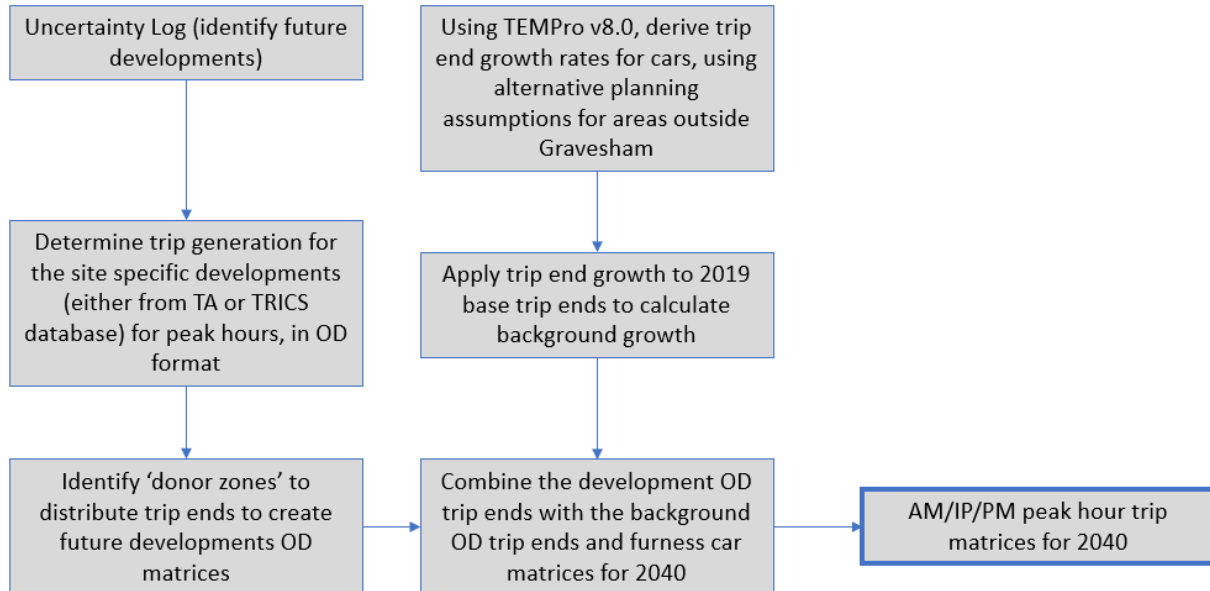 Uncertainty Log (identify future
developments)
Determine trip generation for
the site specific developments
(either from TA or TRICS
database) for peak hours, in OD
format
Identify ‘donor zones’ to
distribute trip ends to create
future developments OD
matrices
Using TEMPro v8.0, derive trip
end growth rates for cars, using
alternative planning
assumptions for areas outside
Gravesham
Apply trip end growth to 2019
base trip ends to calculate
background growth
Combine the development OD
trip ends with the background
OD trip ends and furness car
matrices for 2040
AM/IP/PM peak hour trip
matrices for 2040